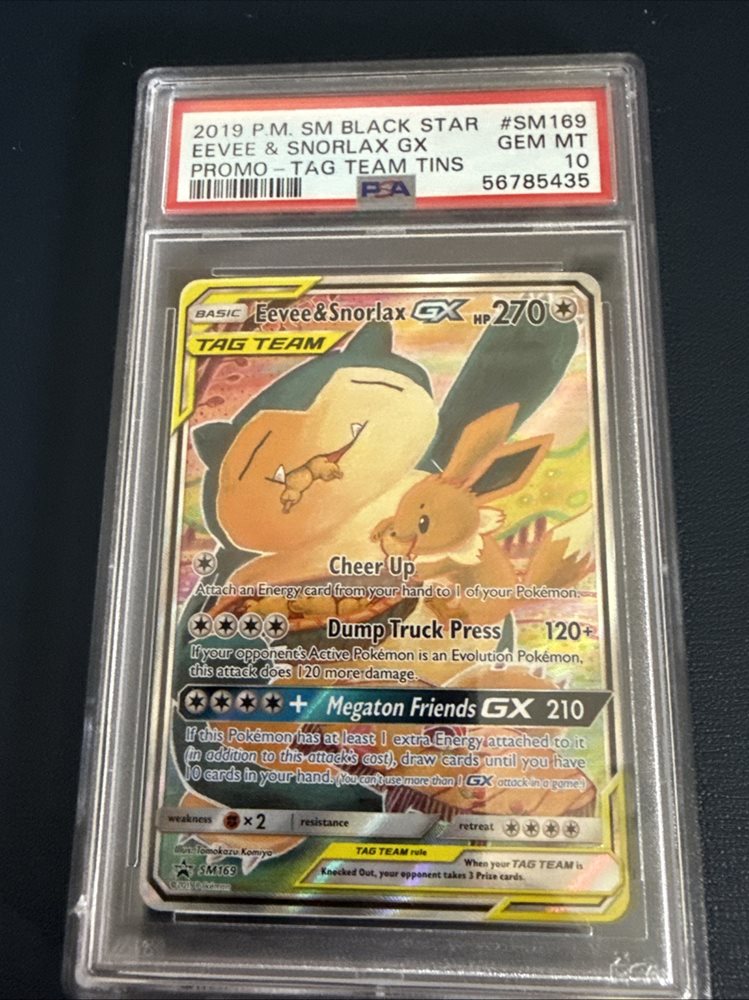 2019 P.M. SM BLACK STAR #SM169
EEVEE & SNORLAX GX GEM MT
PROMO - TAG TEAM TINS 10
PSA 56785435
BASIC Eevee&Snorlax GX HP270
TAG TEAM
Cheer Up
Attach an Energy card from your hand to 1 of your Pokémon.
Dump Truck Press 120+
If your opponent's Active Pokémon is an Evolution Pokémon,
this attack does 120 more damage.
+ Megaton Friends GX 210
If this Pokémon has at least 1 extra Energy attached to it
(in addition to this attack's cost), draw cards until you have
10 cards in your hand. (You can't use more than 1 GX attack in a game.)
weakness ×2 resistance retreat
Illus. Tomokazu Komiya
TAG TEAM rule
When your TAG TEAM is
Knocked Out, your opponent takes 3 Prize cards.
SM169
Pokémon